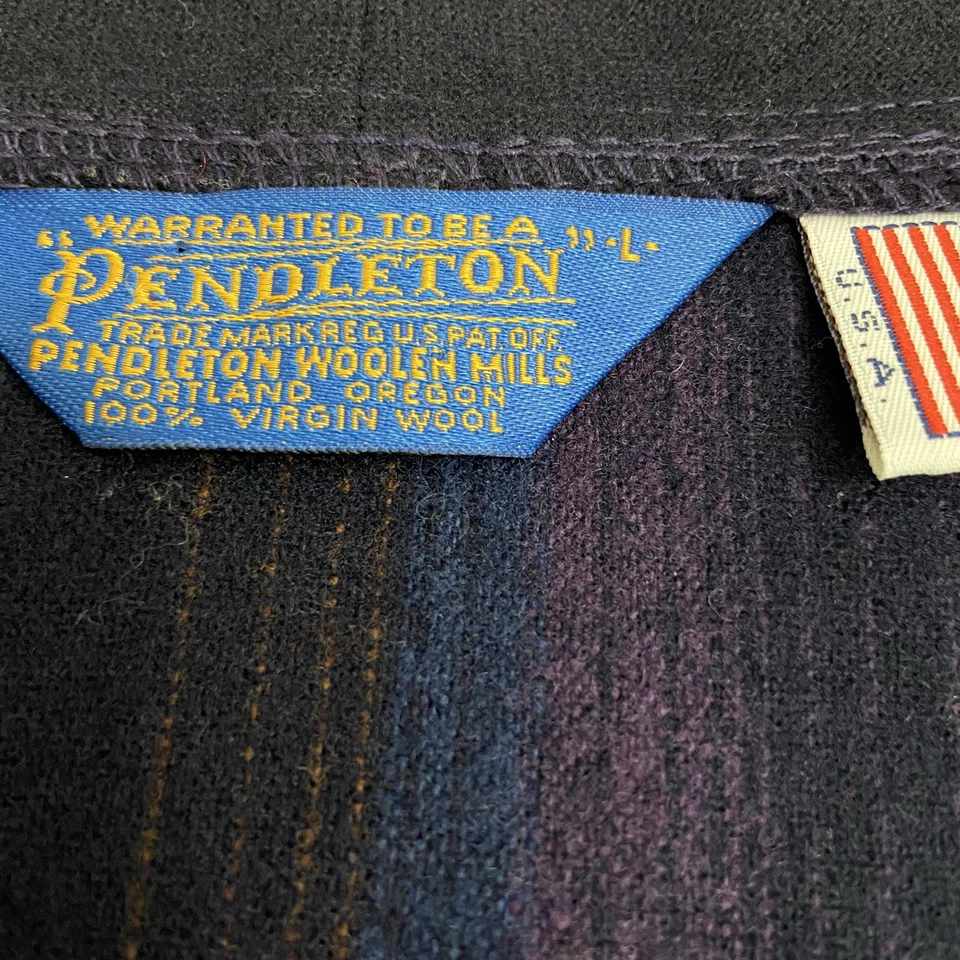 WARRANTED TO BE A
“PENDLETON” -L-
TRADE MARK REG U.S. PAT. OFF.
PENDLETON WOOLEN MILLS
PORTLAND OREGON
100% VIRGIN WOOL
U.S.A.